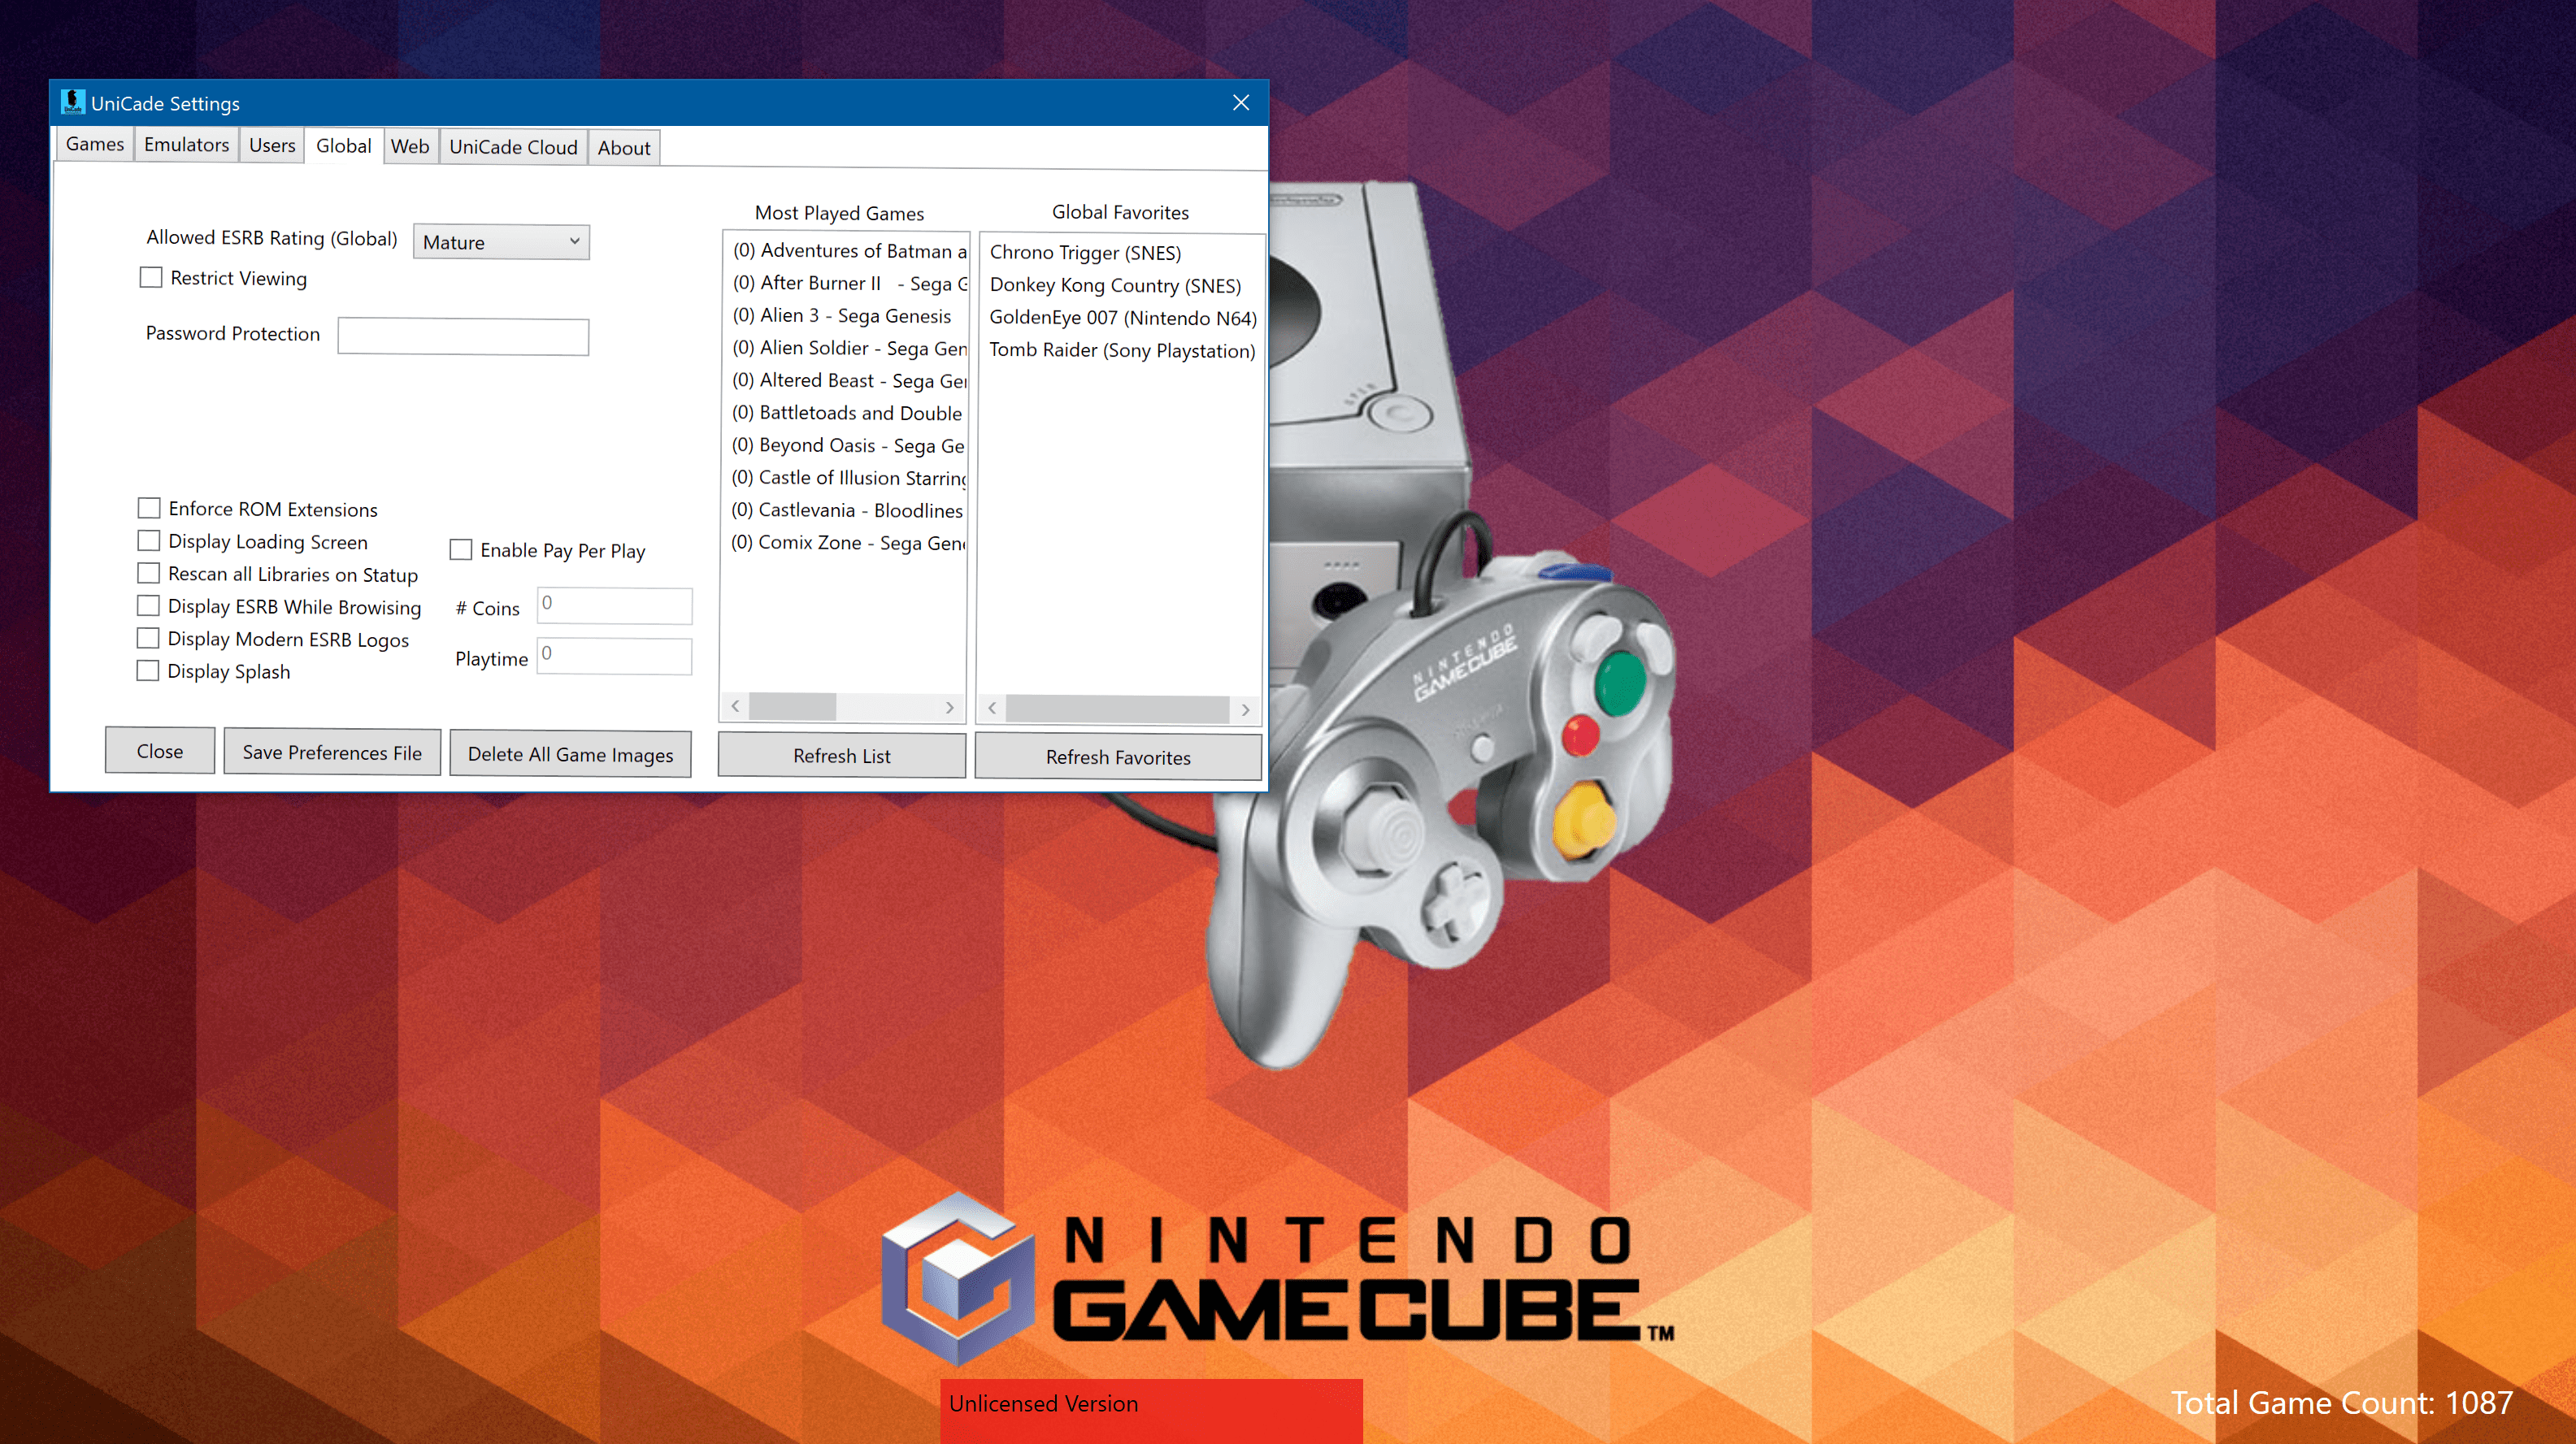 UniCade Settings
Games Emulators Users Global Web UniCade Cloud About
Allowed ESRB Rating (Global) Mature
Restrict Viewing
Password Protection
Enforce ROM Extensions
Display Loading Screen
Rescan all Libraries on Statup
Display ESRB While Browising
Display Modern ESRB Logos
Display Splash
Enable Pay Per Play
# Coins 0
Playtime 0
Close Save Preferences File Delete All Game Images
Most Played Games
(0) Adventures of Batman a
(0) After Burner II - Sega G
(0) Alien 3 - Sega Genesis
(0) Alien Soldier - Sega Gen
(0) Altered Beast - Sega Ge
(0) Battletoads and Double
(0) Beyond Oasis - Sega Ge
(0) Castle of Illusion Starring
(0) Castlevania - Bloodlines
(0) Comix Zone - Sega Gen
Refresh List
Global Favorites
Chrono Trigger (SNES)
Donkey Kong Country (SNES)
GoldenEye 007 (Nintendo N64)
Tomb Raider (Sony Playstation)
Refresh Favorites
OPEN
NINTENDO
GAMECUBE
NINTENDO
GAMECUBE™
Unlicensed Version
Total Game Count: 1087